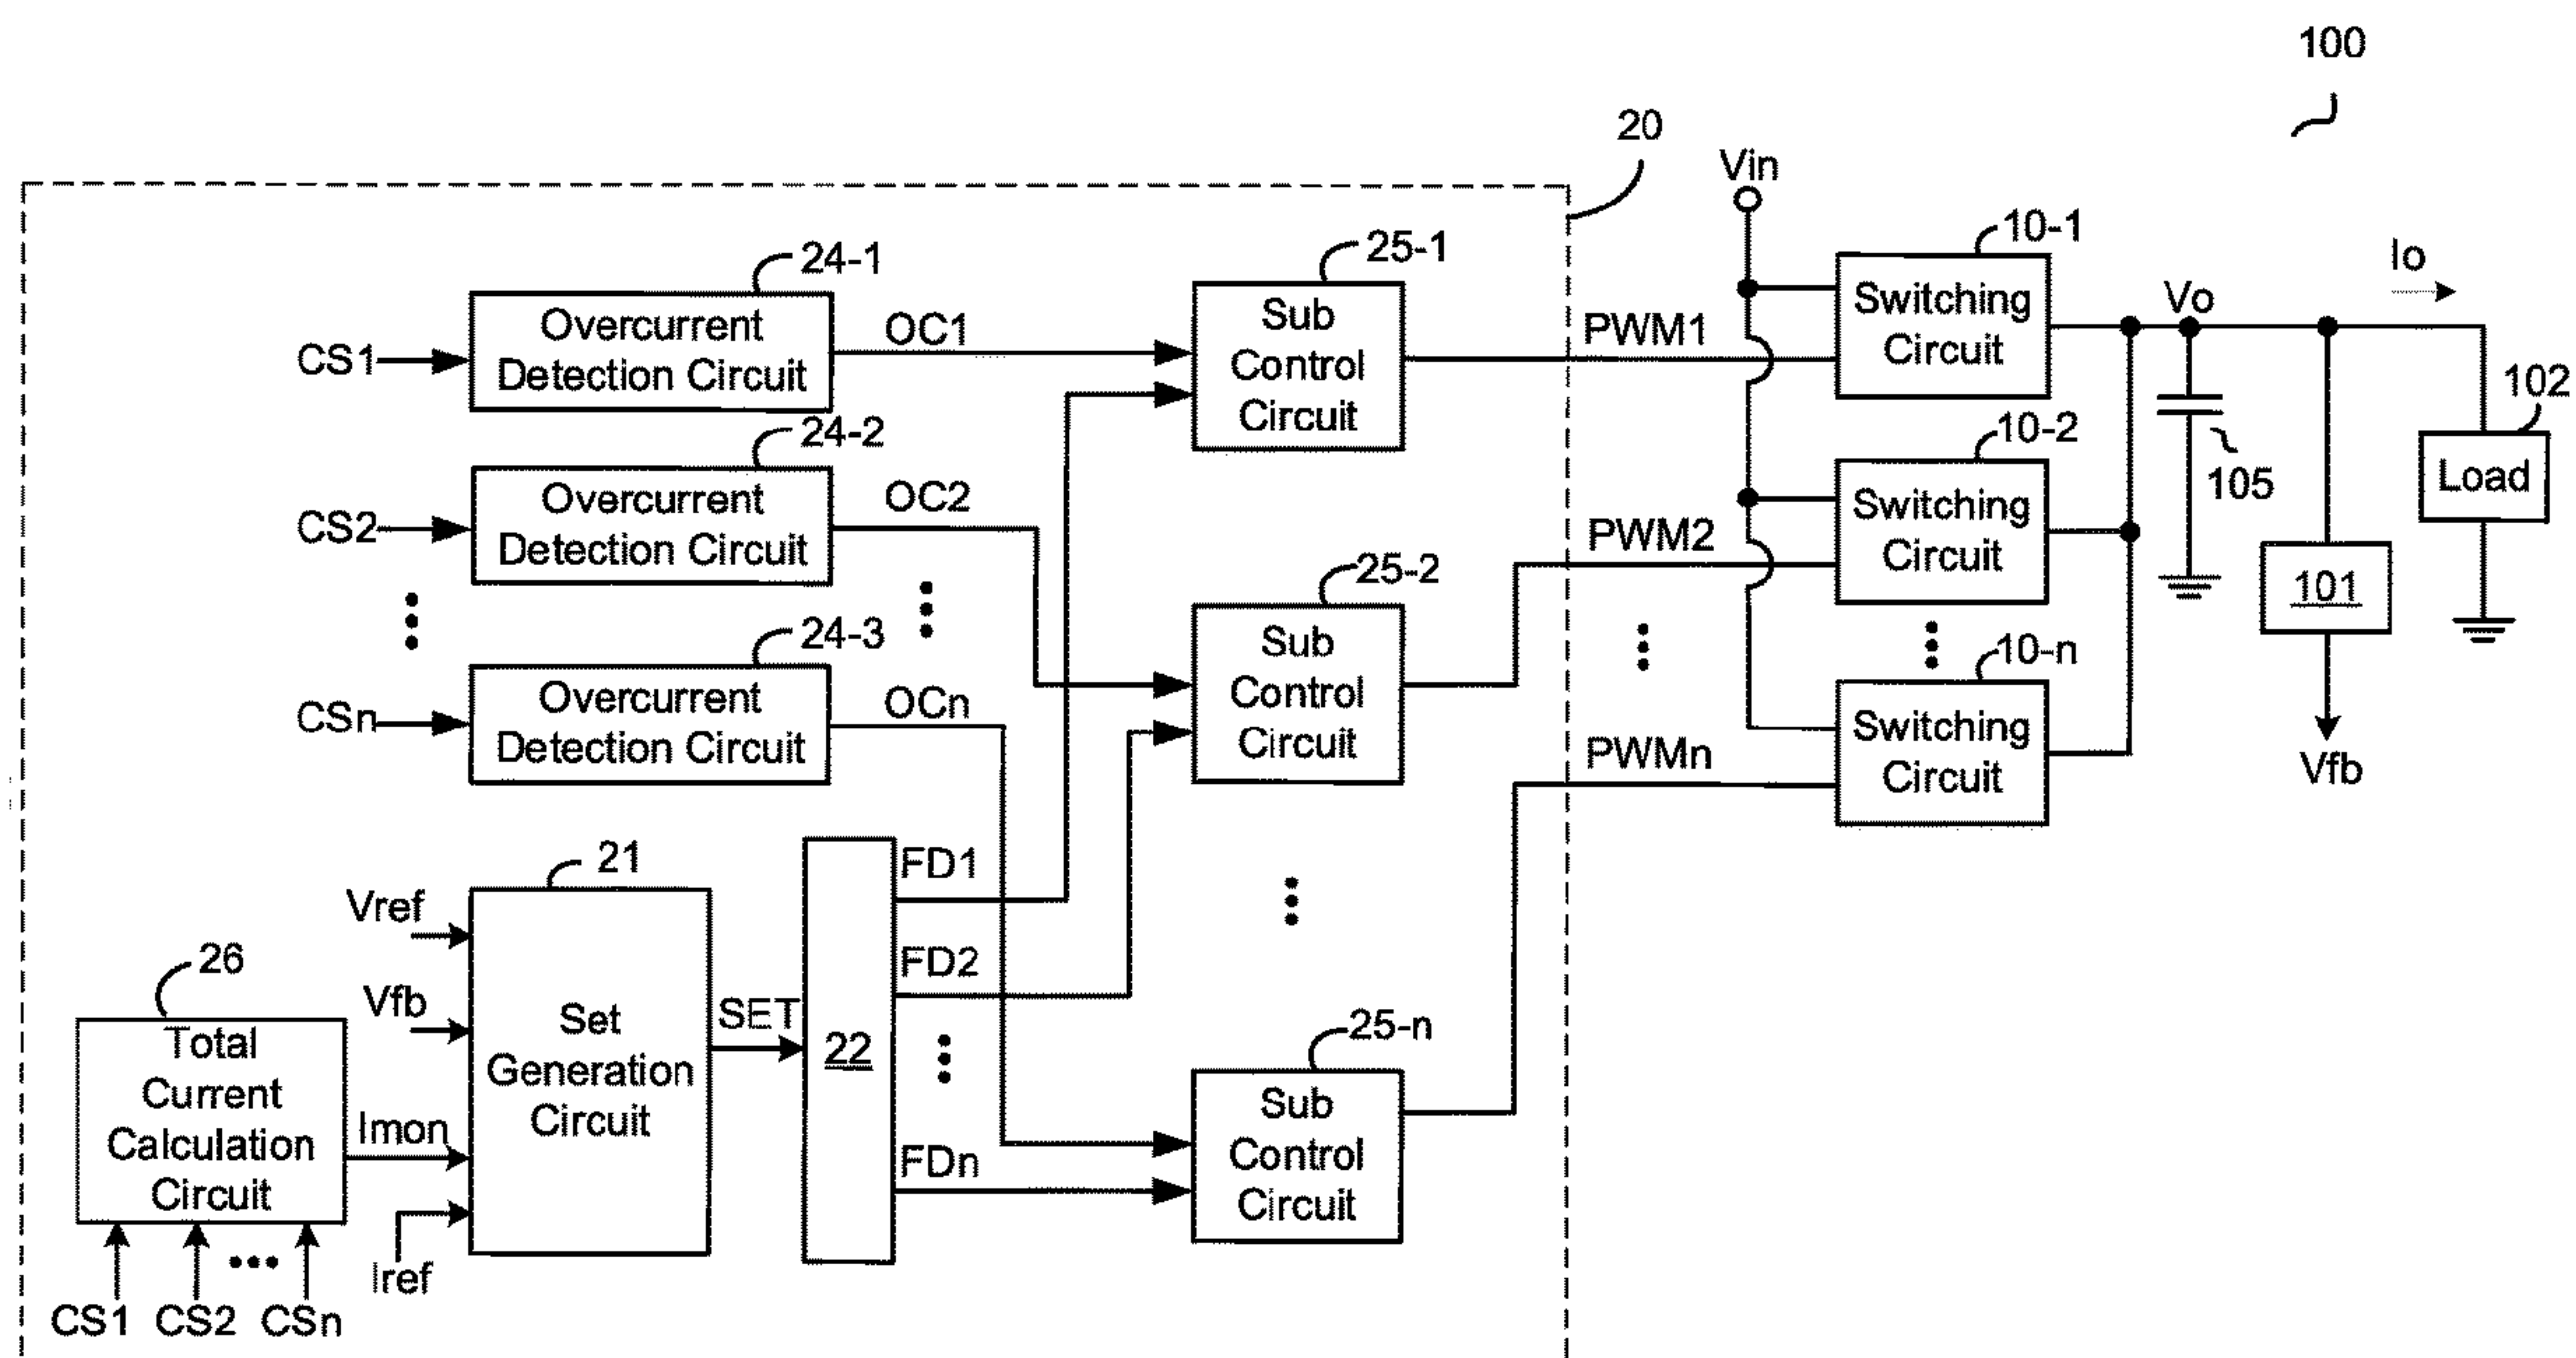 100
20
Vin
10-1
24-1
25-1
Io
Overcurrent
Detection Circuit
CS1
OC1
Sub
Control
Circuit
PWM1
Switching
Circuit
Vo
102
Load
24-2
10-2
105
Overcurrent
Detection Circuit
CS2
OC2
PWM2
Switching
Circuit
25-2
101
24-3
10-n
Overcurrent
Detection Circuit
CSn
OCn
Sub
Control
Circuit
PWMn
Switching
Circuit
Vfb
21
FD1
Vref
26
Vfb
FD2
Set
Generation
Circuit
SET
22
25-n
Total
Current
Calculation
Circuit
Imon
FDn
Sub
Control
Circuit
Iref
CS1 CS2 CSn